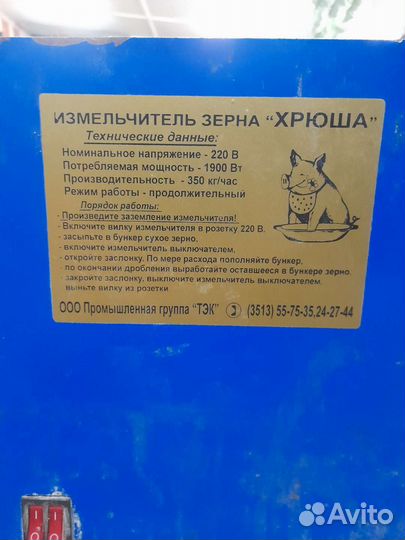 ИЗМЕЛЬЧИТЕЛЬ ЗЕРНА "ХРЮША"
Технические данные:
Номинальное напряжение - 220 В
Потребляемая мощность - 1900 Вт
Производительность - 350 кг/час
Режим работы - продолжительный
Порядок работы:
- Произведите заземление измельчителя!
- Включите вилку измельчителя в розетку 220 В.
- засыпьте в бункер сухое зерно,
- включите измельчитель выключателем,
- откройте заслонку. По мере расхода пополняйте бункер,
- по окончании дробления выработайте оставшееся в бункере зерно,
- закройте заслонку, выключите измельчитель выключателем,
выньте вилку из розетки
ООО Промышленная группа "ТЭК" (3513) 55-75-35,24-27-44
I I
O O
Avito